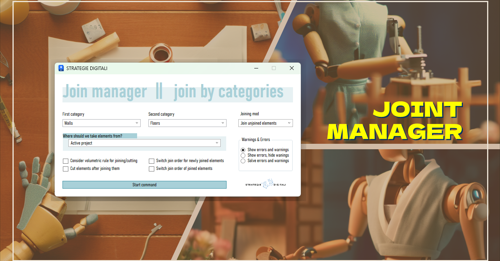 STRATEGIE DIGITALI
Join manager || join by categories
First category
Second category
Joining met
Walls
Floors
Join unjoined elements
Where should we take elements from?
Active project
Warnings & Errors
Show errors and warnings
Show errors, hide warnings
Solve errors and warnings
Consider volumetric rule for joining/cutting
Switch join order for newly joined elements
Cut elements after joining them
Switch join order of joined elements
Start command
STRATEGIE DIGITALI
JOINT
MANAGER